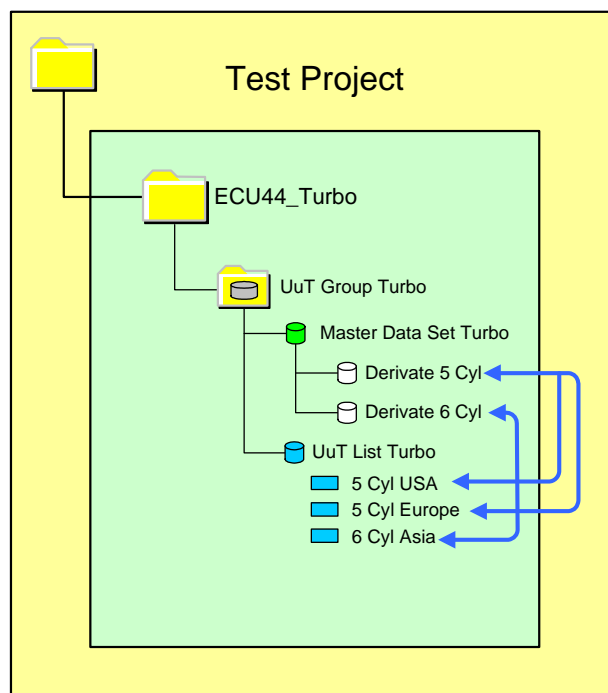 Test Project
ECU44_Turbo
UuT Group Turbo
Master Data Set Turbo
Derivate 5 Cyl
Derivate 6 Cyl
UuT List Turbo
5 Cyl USA
5 Cyl Europe
6 Cyl Asia